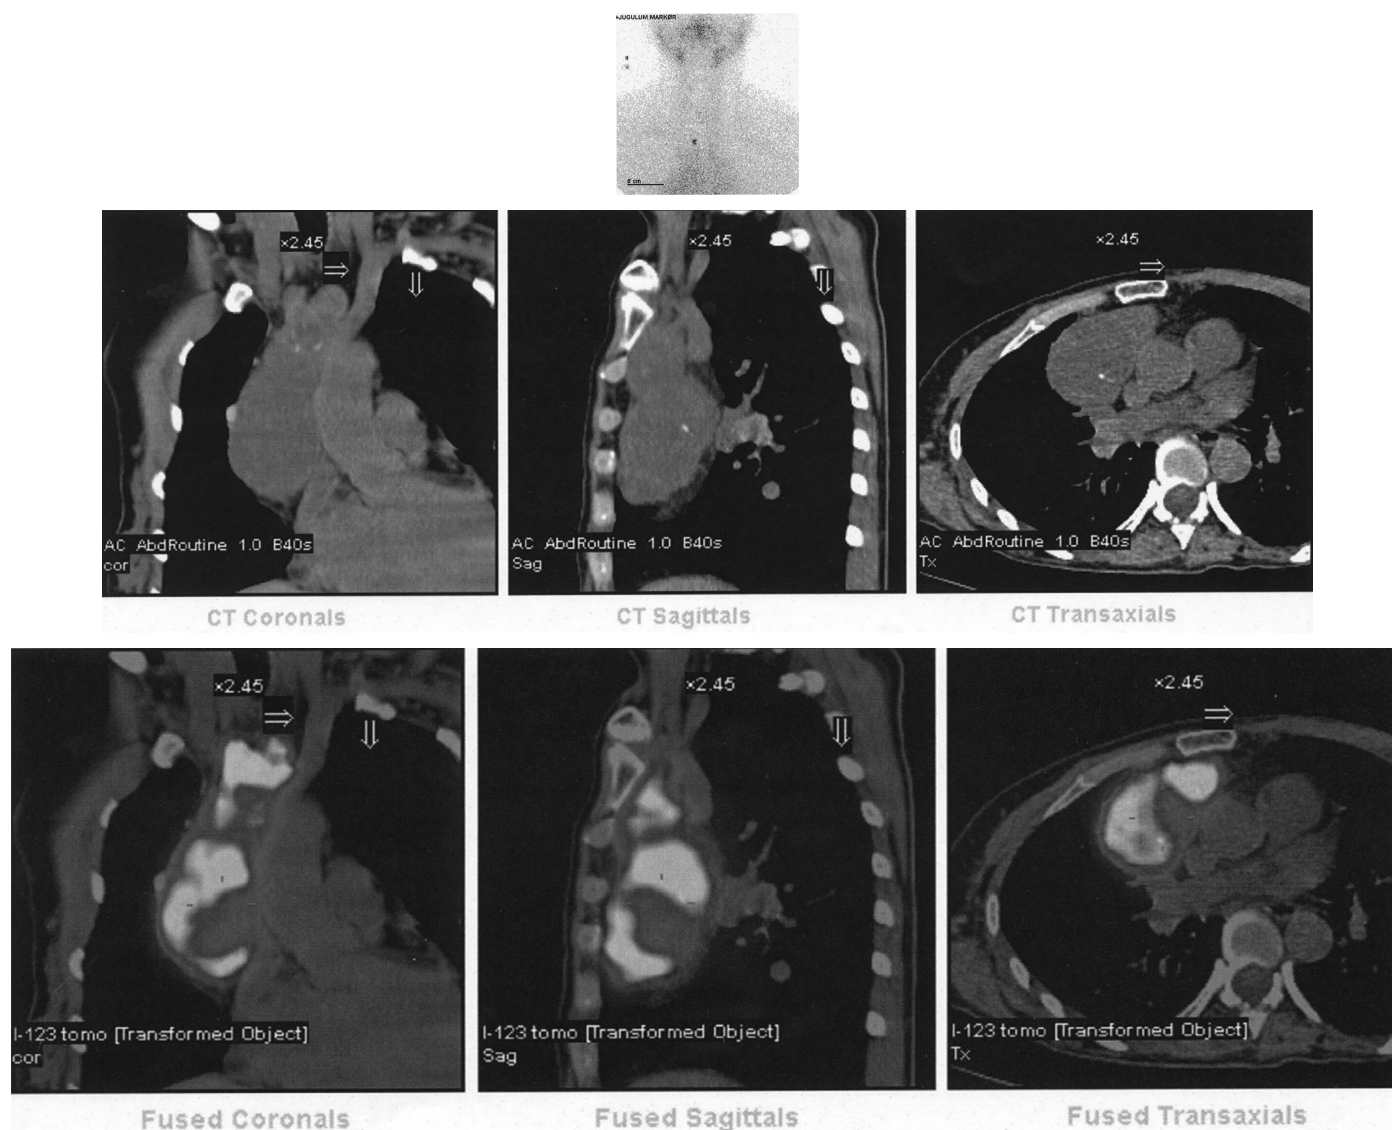 JUGULUM MARKØR
5 cm
×2.45
×2.45
×2.45
AC AbdRoutine 1.0 B40s
cor
AC AbdRoutine 1.0 B40s
Sag
AC AbdRoutine 1.0 B40s
Tx
CT Coronals
CT Sagittals
CT Transaxials
×2.45
×2.45
×2.45
I-123 tomo [Transformed Object]
cor
I-123 tomo [Transformed Object]
Sag
I-123 tomo [Transformed Object]
Tx
Fused Coronals
Fused Sagittals
Fused Transaxials